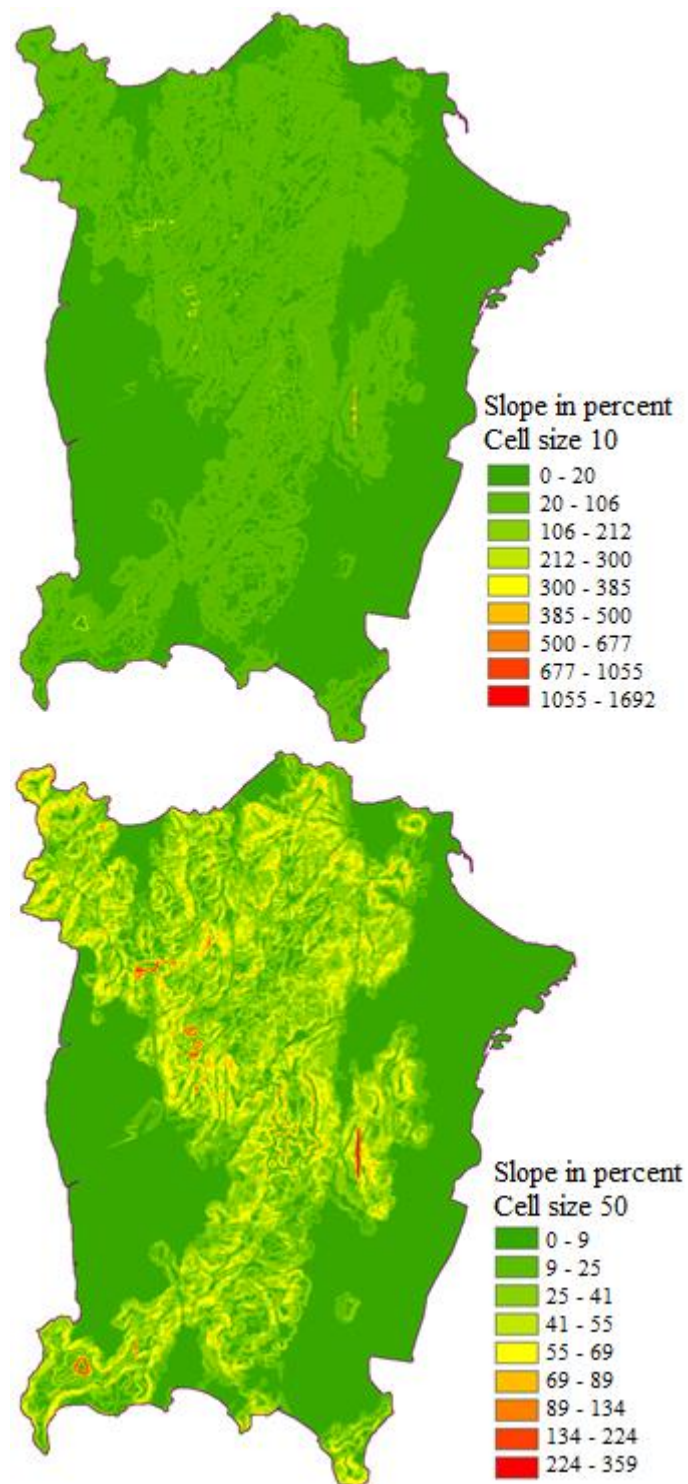 Slope in percent
Cell size 10
0 - 20
20 - 106
106 - 212
212 - 300
300 - 385
385 - 500
500 - 677
677 - 1055
1055 - 1692
Slope in percent
Cell size 50
0 - 9
9 - 25
25 - 41
41 - 55
55 - 69
69 - 89
89 - 134
134 - 224
224 - 359